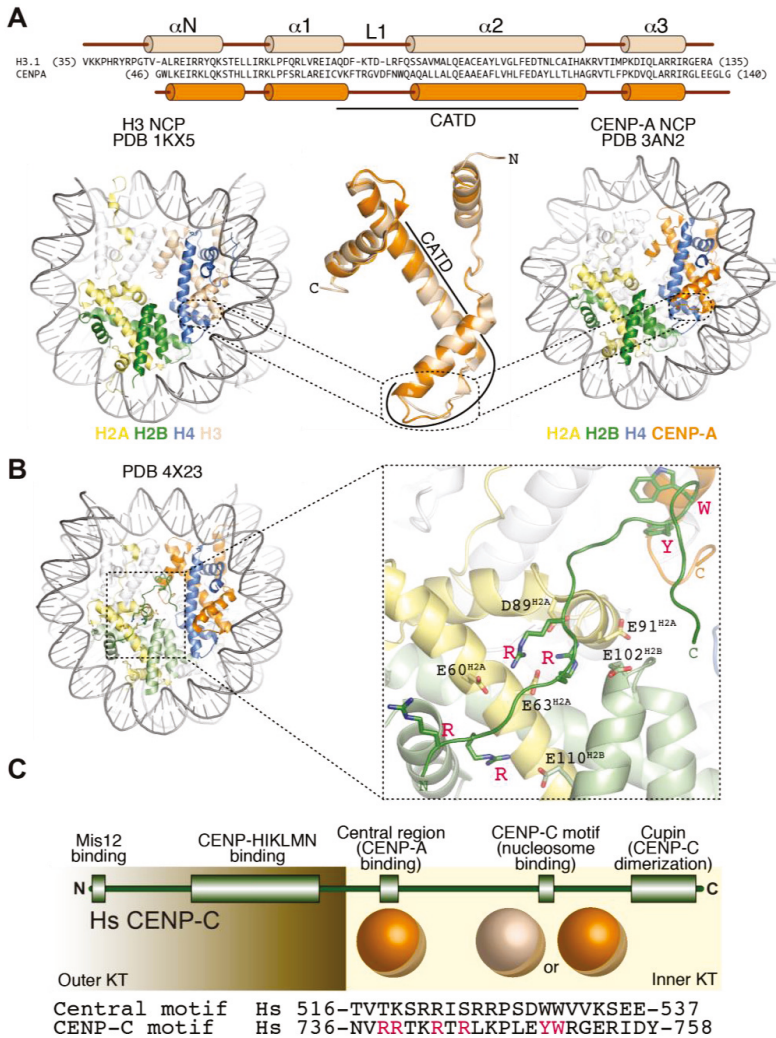 A
αN α1 L1 α2 α3
H3.1 (35) VKKPHRYRPGTV-ALREIRRYQKSTELLIRKLPFQRLVREIAQDF-KTD-LRFQSSAVMALQEACEAYLVGLFEDTNLCAIHAKRVTIMPKDIQLARRIRGERA (135)
CENPA (46) GWLKEIRKLQKSTHLLIRKLPFSRLAREICVKFTRGVDFNWQAQALLALQEAAEAFLVHLFEDAYLLTLHAGRVTLFPKDVQLARRIRGLEEGLG (140)
CATD
H3 NCP
PDB 1KX5
CENP-A NCP
PDB 3AN2
N
CATD
C
H2A H2B H4 H3
H2A H2B H4 CENP-A
B
PDB 4X23
W
Y
C
D89H2A
E91H2A
R R
E102H2B
C
E60H2A
E63H2A
R
R
E110H2B
N
C
Mis12
binding
CENP-HIKLMN
binding
Central region
(CENP-A
binding)
CENP-C motif
(nucleosome
binding)
Cupin
(CENP-C
dimerization)
N C
Hs CENP-C
or
Outer KT Inner KT
Central motif Hs 516-TVTKSRRISRRPSDWWVVKSEE-537
CENP-C motif Hs 736-NVRRTKRTRLKPLEYWRGERIDY-758